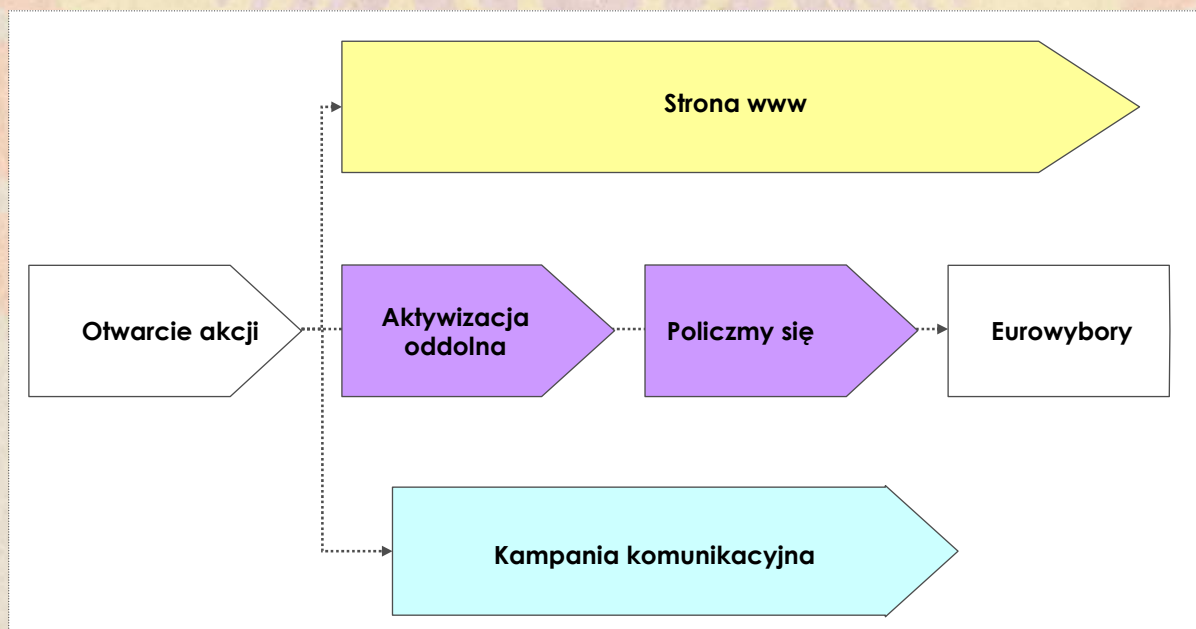 Strona www
Otwarcie akcji
Aktywizacja
oddolna
Policzmy się
Eurowybory
Kampania komunikacyjna